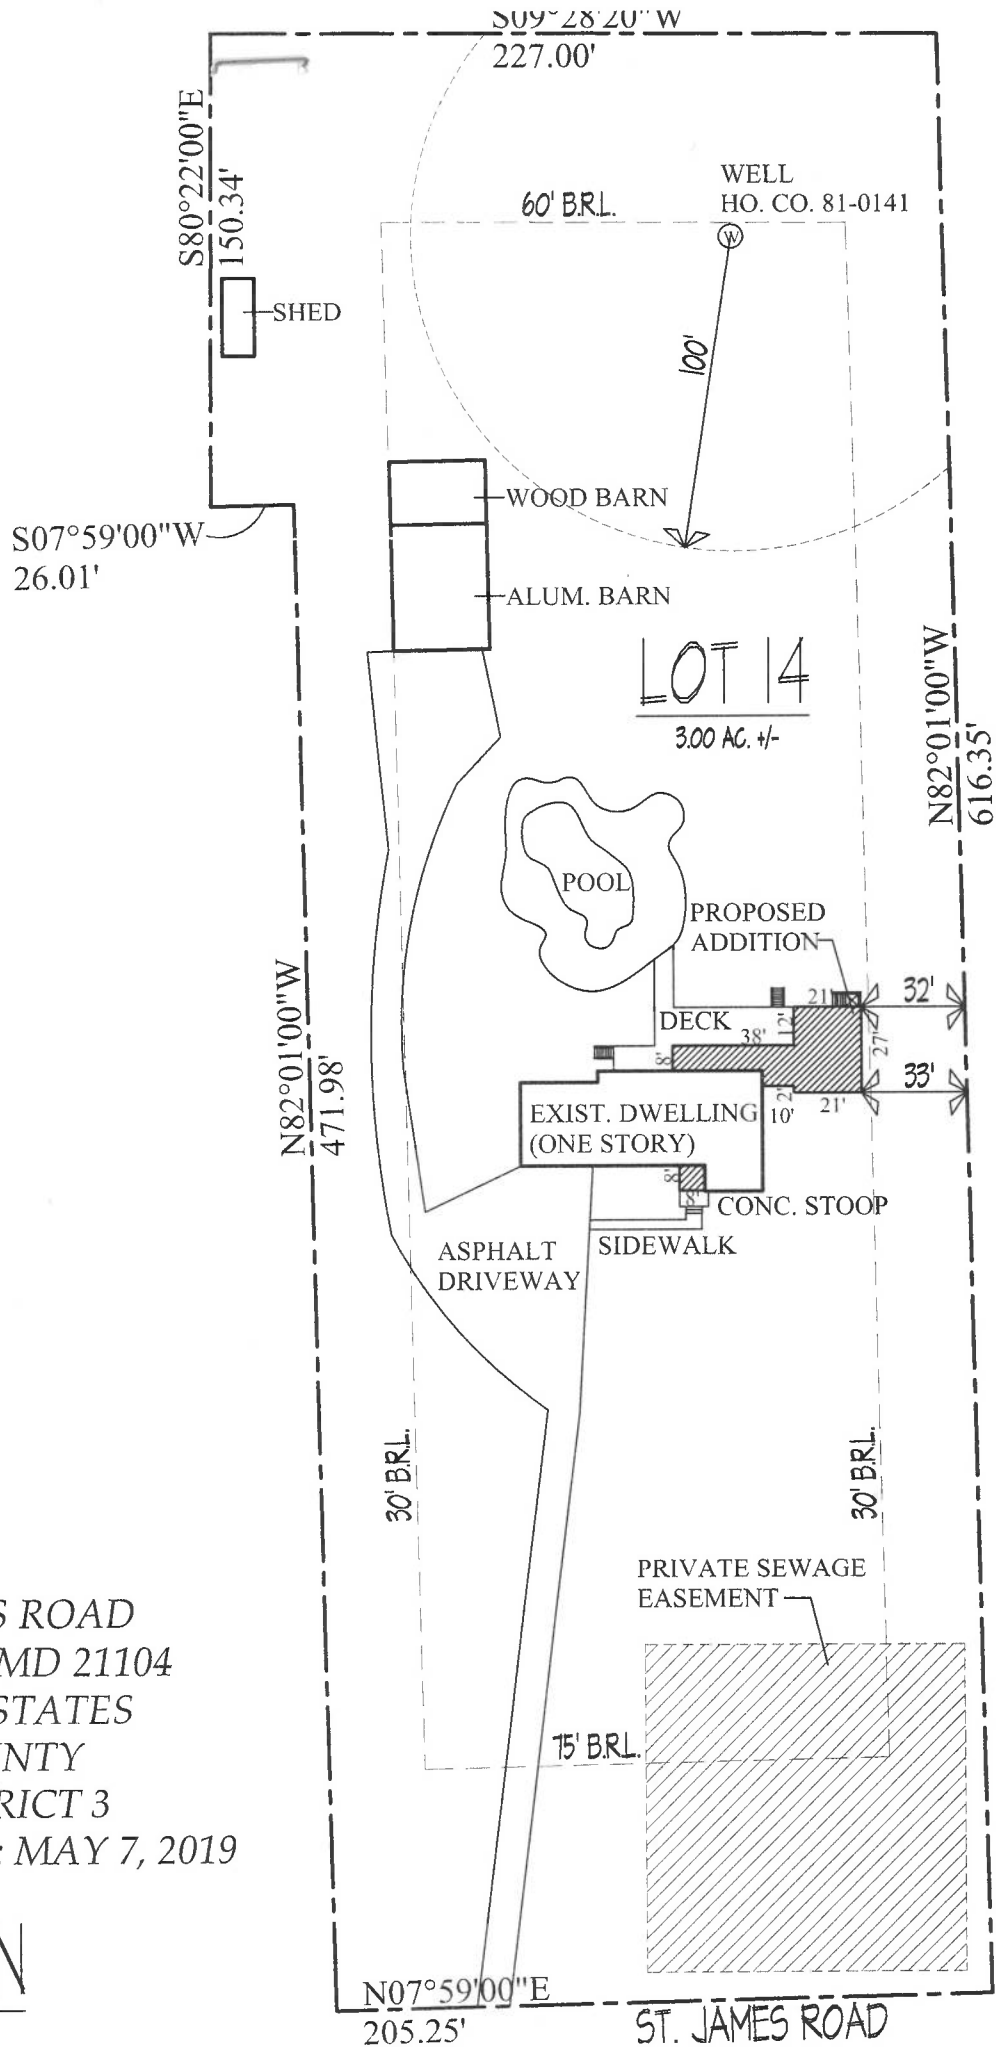 S09°28'20"W
227.00'
S80°22'00"E
150.34'
WELL
HO. CO. 81-0141
60' B.R.L.
W
100'
SHED
WOOD BARN
S07°59'00"W
26.01'
ALUM. BARN
LOT 14
3.00 AC. +/-
N82°01'00"W
616.35'
POOL
PROPOSED
ADDITION
N82°01'00"W
471.98'
21'
32'
DECK
12'
38'
27'
8'
33'
2'
10'
21'
EXIST. DWELLING
(ONE STORY)
8'
8'
CONC. STOOP
SIDEWALK
ASPHALT
DRIVEWAY
30' B.R.L.
30' B.R.L.
PRIVATE SEWAGE
EASEMENT
S ROAD
MD 21104
STATES
NTY
RICT 3
: MAY 7, 2019
75' B.R.L.
N
N07°59'00"E
205.25'
ST. JAMES ROAD